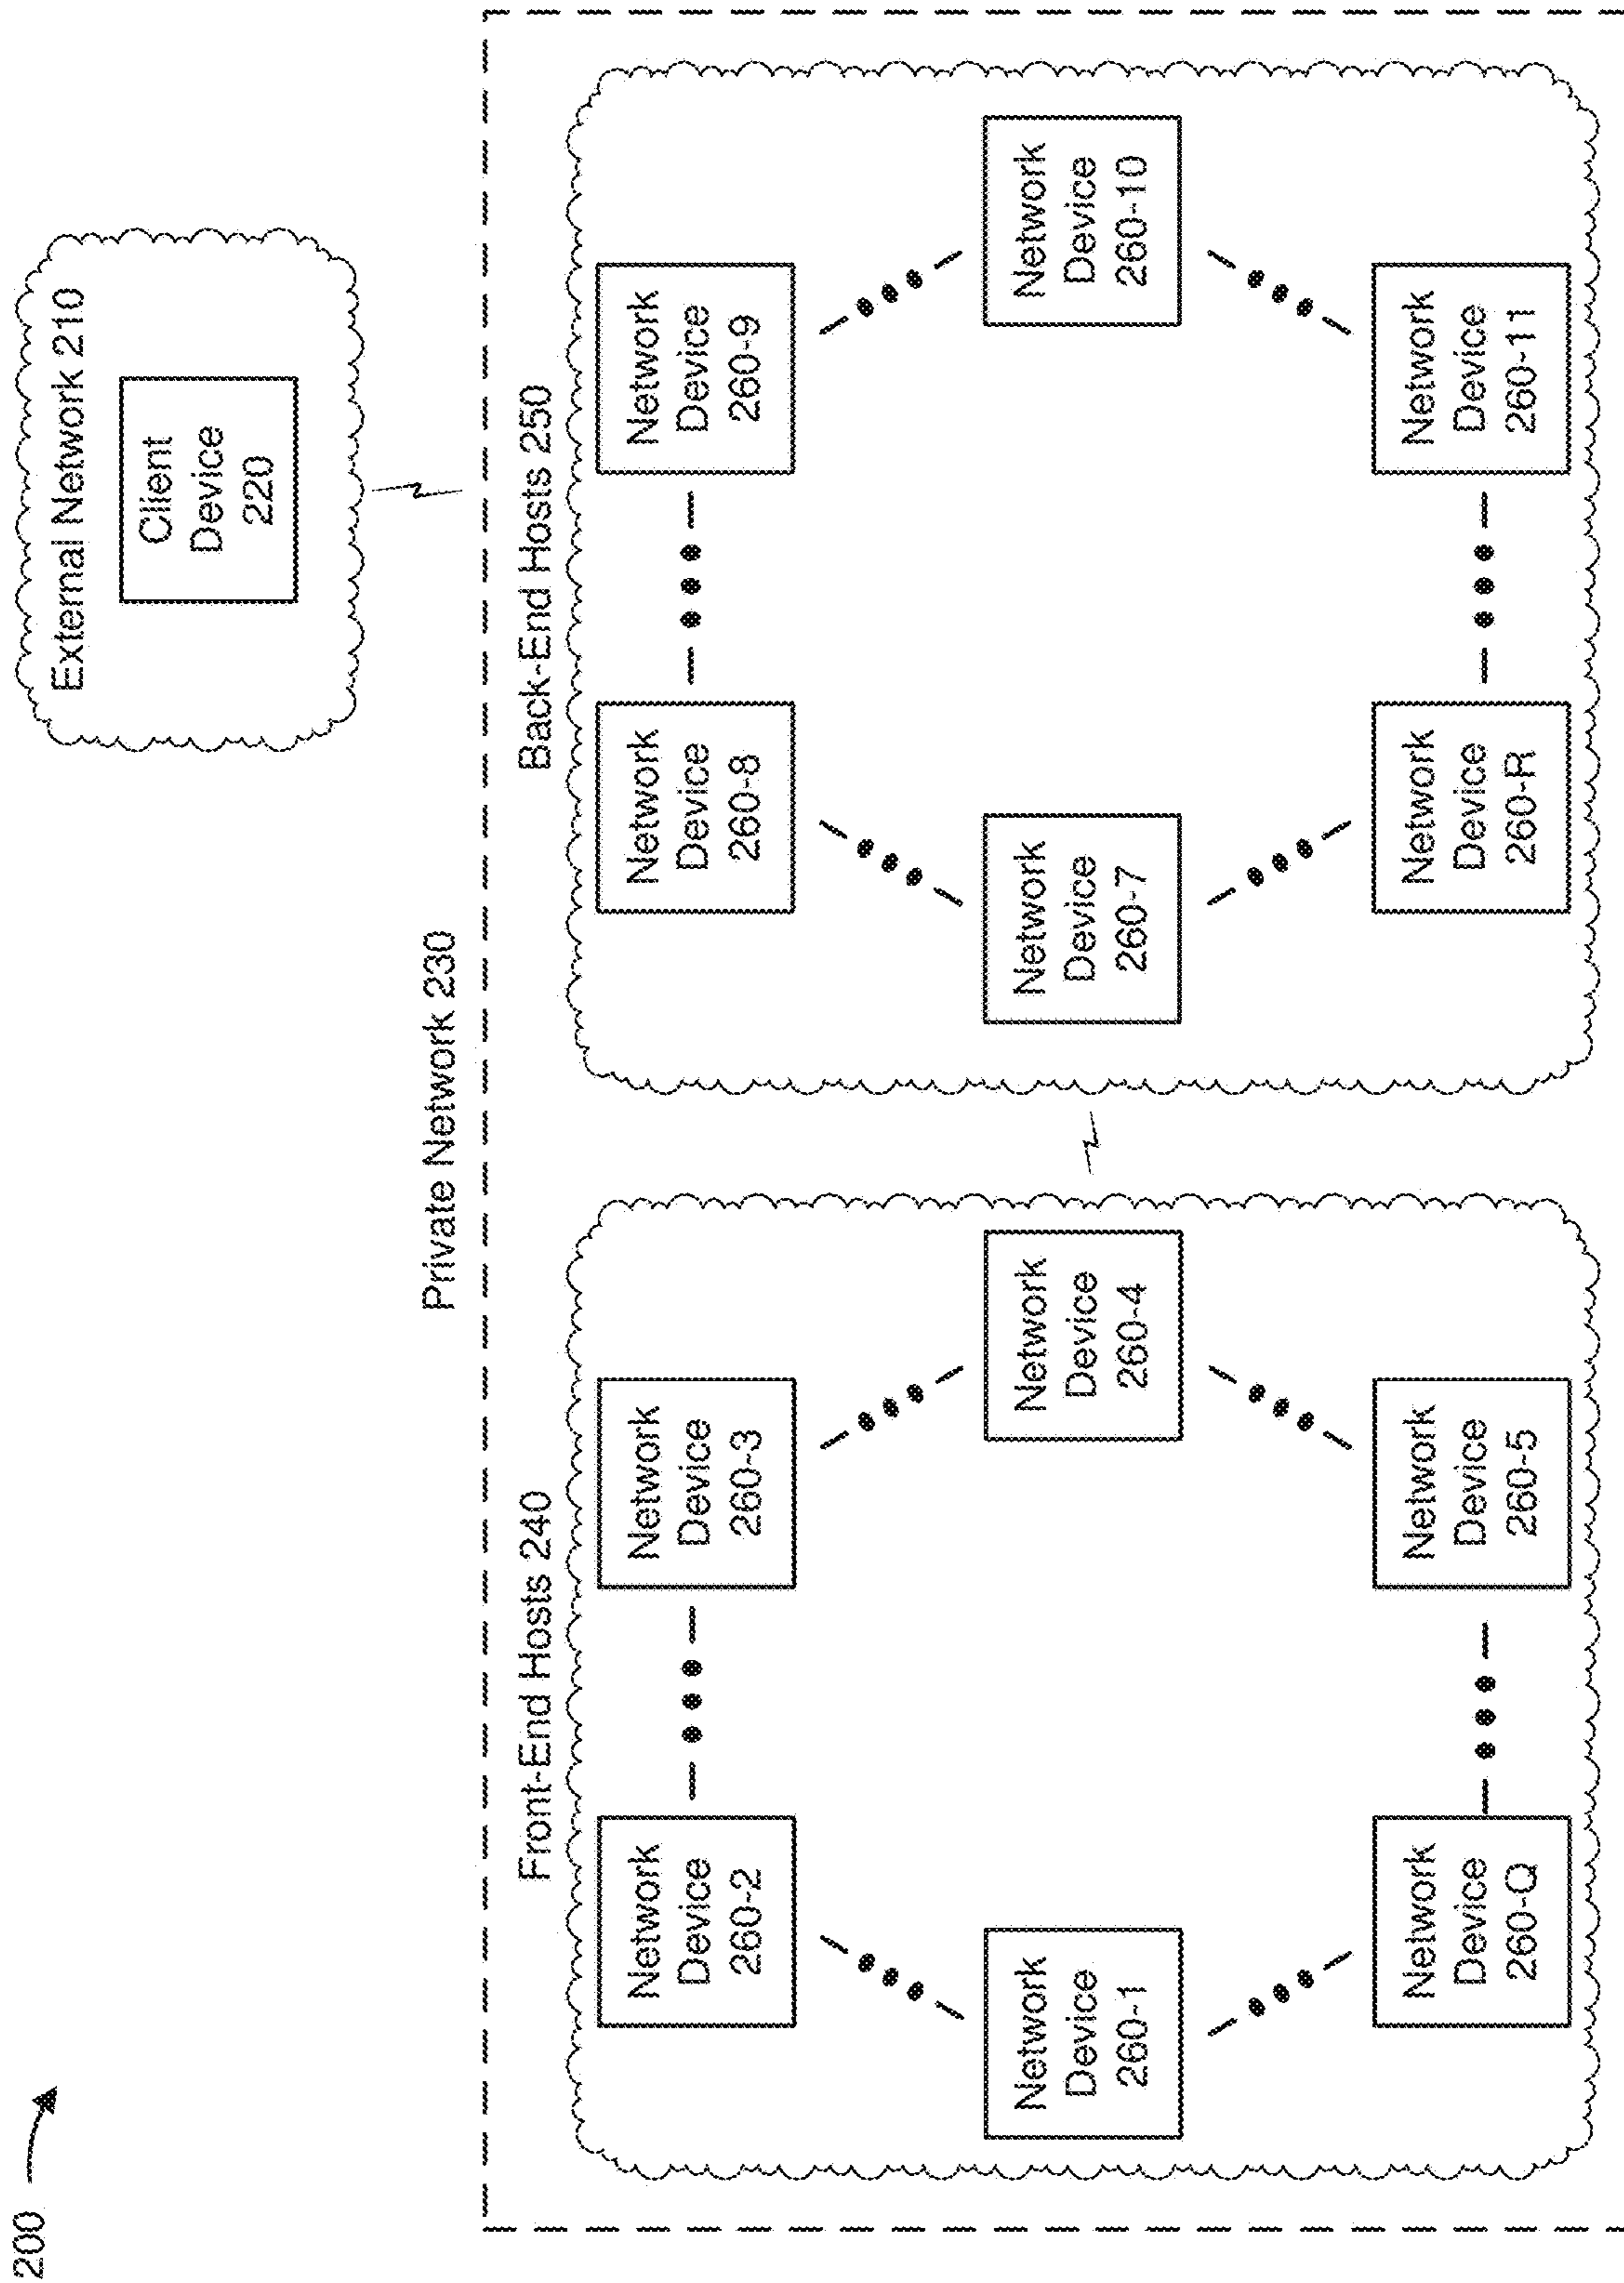 200
External Network 210
Client
Device
220
Private Network 230
Front-End Hosts 240
Network
Device
260-2
Network
Device
260-3
Network
Device
260-1
Network
Device
260-4
Network
Device
260-Q
Network
Device
260-5
Back-End Hosts 250
Network
Device
260-8
Network
Device
260-9
Network
Device
260-7
Network
Device
260-10
Network
Device
260-R
Network
Device
260-11